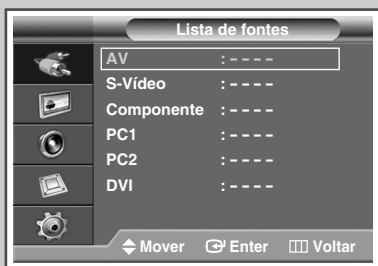 Lista de fontes
AV : - - - -
S-Vídeo : - - - -
Componente : - - - -
PC1 : - - - -
PC2 : - - - -
DVI : - - - -
Mover Enter Voltar